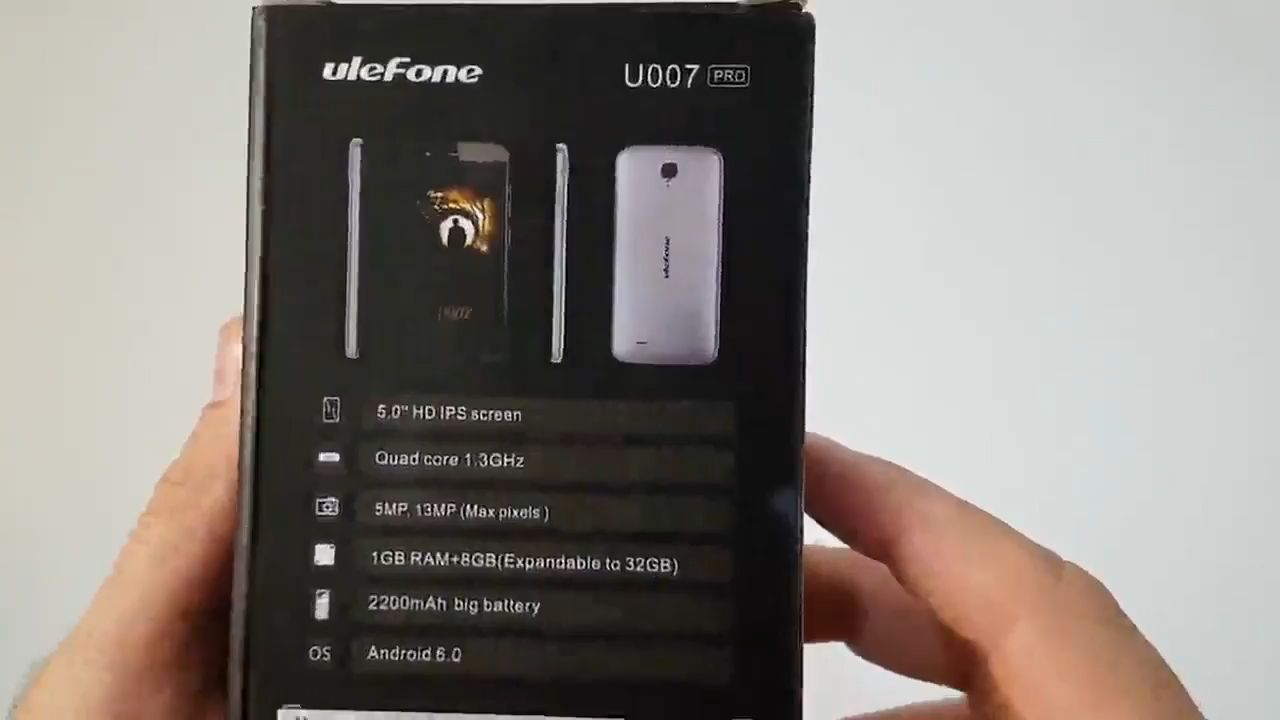 uleFone
U007 PRO
ulefone
U007
5.0" HD IPS screen
Quad core 1.3GHz
5MP, 13MP (Max pixels)
1GB RAM+8GB(Expandable to 32GB)
2200mAh big battery
OS Android 6.0